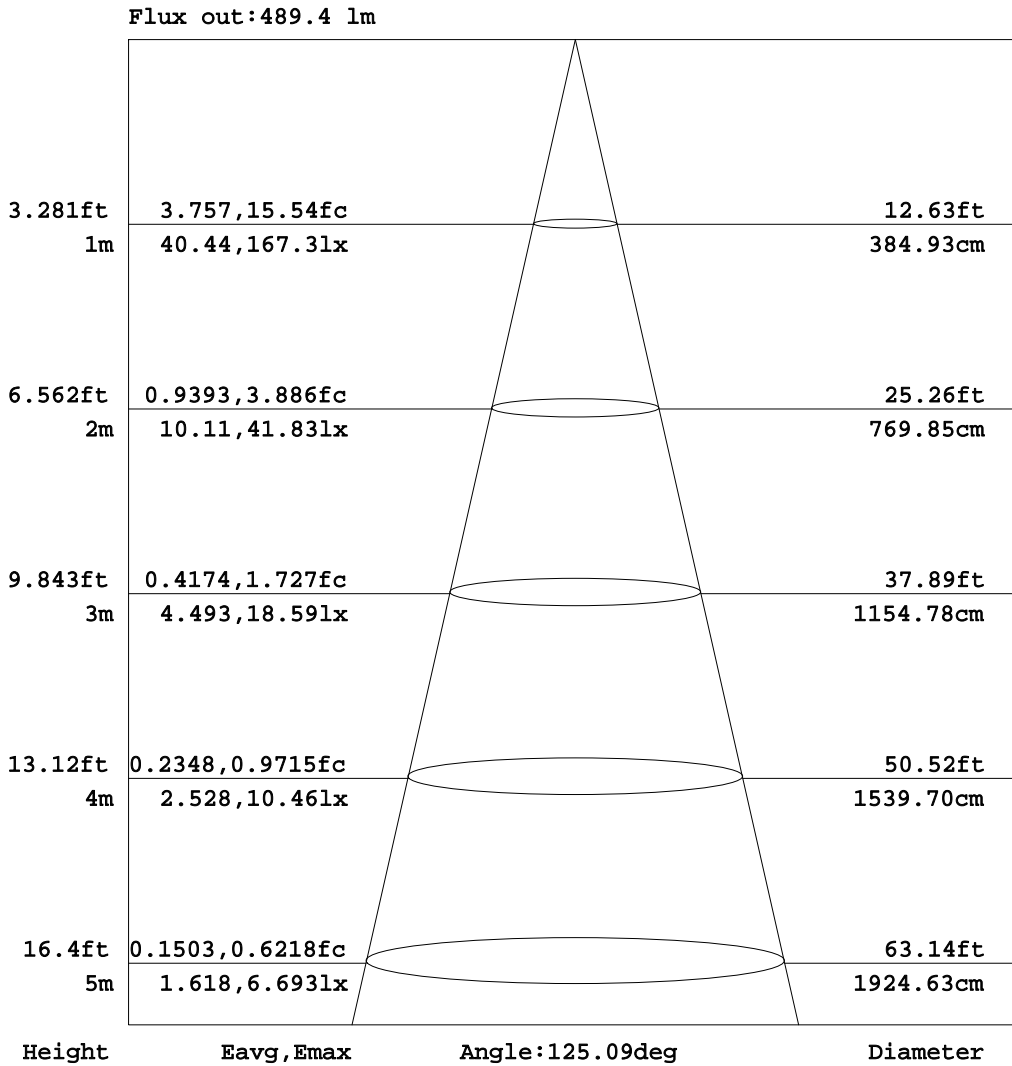 Flux out:489.4 lm
3.281ft 3.757,15.54fc 12.63ft
1m 40.44,167.3lx 384.93cm
6.562ft 0.9393,3.886fc 25.26ft
2m 10.11,41.83lx 769.85cm
9.843ft 0.4174,1.727fc 37.89ft
3m 4.493,18.59lx 1154.78cm
13.12ft 0.2348,0.9715fc 50.52ft
4m 2.528,10.46lx 1539.70cm
16.4ft 0.1503,0.6218fc 63.14ft
5m 1.618,6.693lx 1924.63cm
Height Eavg,Emax Angle:125.09deg Diameter